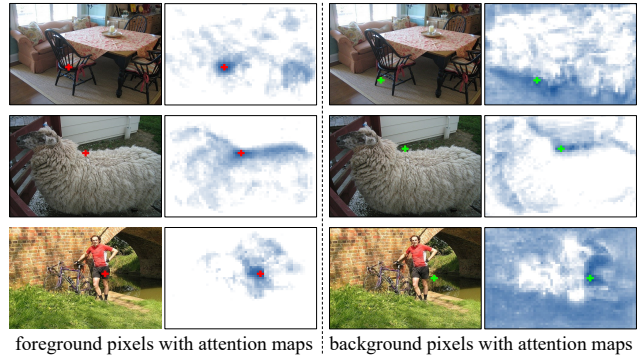 foreground pixels with attention maps
background pixels with attention maps